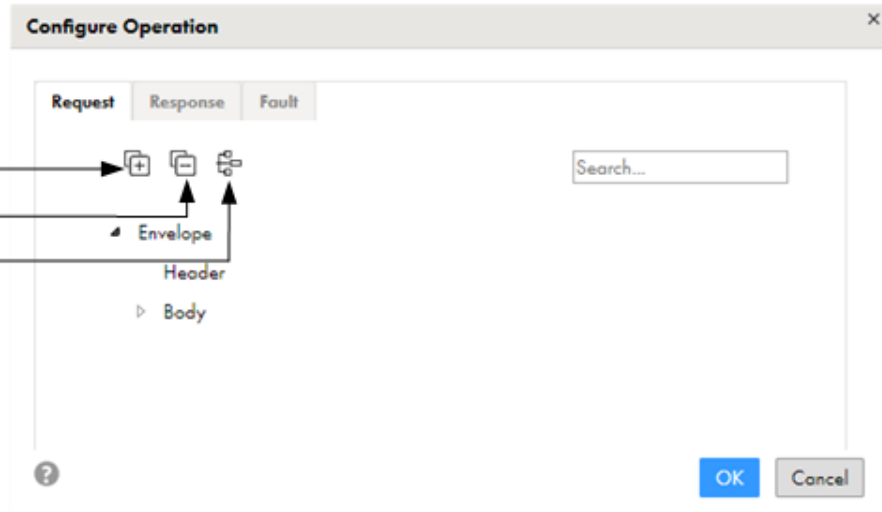 Configure Operation
×
Request Response Fault
Search...
Envelope
Header
Body
?
OK Cancel